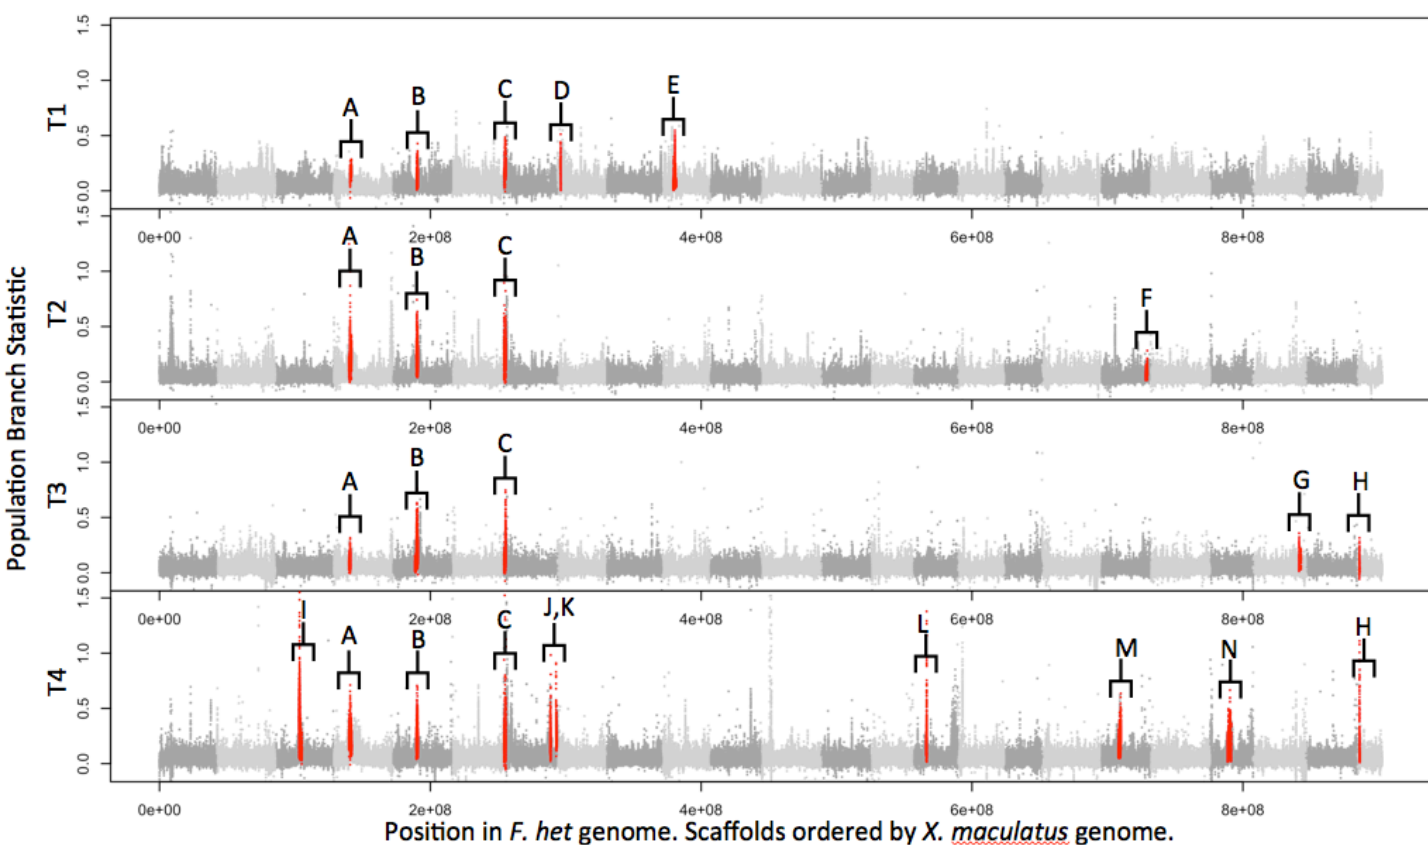 Population Branch Statistic
T1
1.5
1.0
0.5
0.0
A
B
C
D
E
0e+00
2e+08
4e+08
6e+08
8e+08
T2
1.5
1.0
0.5
0.0
A
B
C
F
0e+00
2e+08
4e+08
6e+08
8e+08
T3
1.5
1.0
0.5
0.0
A
B
C
G
H
0e+00
2e+08
4e+08
6e+08
8e+08
T4
1.5
1.0
0.5
0.0
I
A
B
C
J,K
L
M
N
H
0e+00
2e+08
4e+08
6e+08
8e+08
Position in F. het genome. Scaffolds ordered by X. maculatus genome.